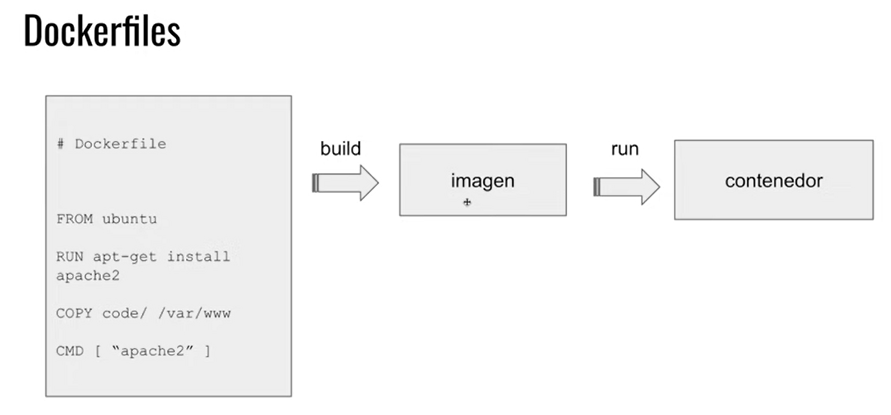 Dockerfiles
# Dockerfile
FROM ubuntu
RUN apt-get install
apache2
COPY code/ /var/www
CMD [ “apache2” ]
build
imagen
run
contenedor